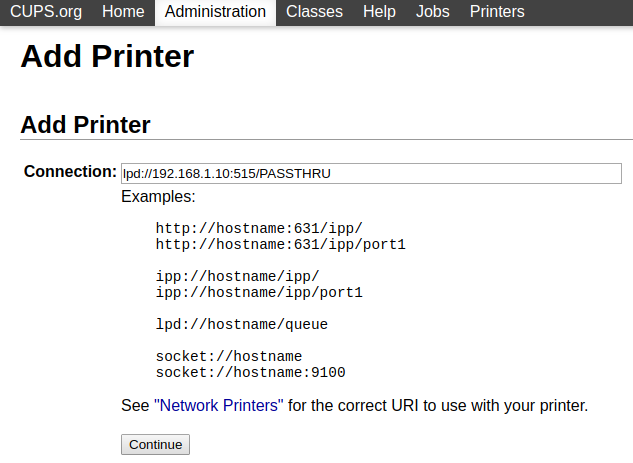 CUPS.org Home Administration Classes Help Jobs Printers
Add Printer
Add Printer
Connection: lpd://192.168.1.10:515/PASSTHRU
Examples:
http://hostname:631/ipp/
http://hostname:631/ipp/port1
ipp://hostname/ipp/
ipp://hostname/ipp/port1
lpd://hostname/queue
socket://hostname
socket://hostname:9100
See "Network Printers" for the correct URI to use with your printer.
Continue